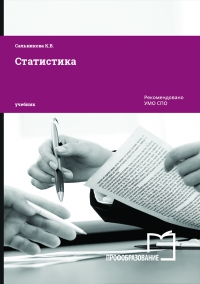 Сальникова К.В.
Статистика
Рекомендовано
УМО СПО
учебник
ПРОФОБРАЗОВАНИЕ